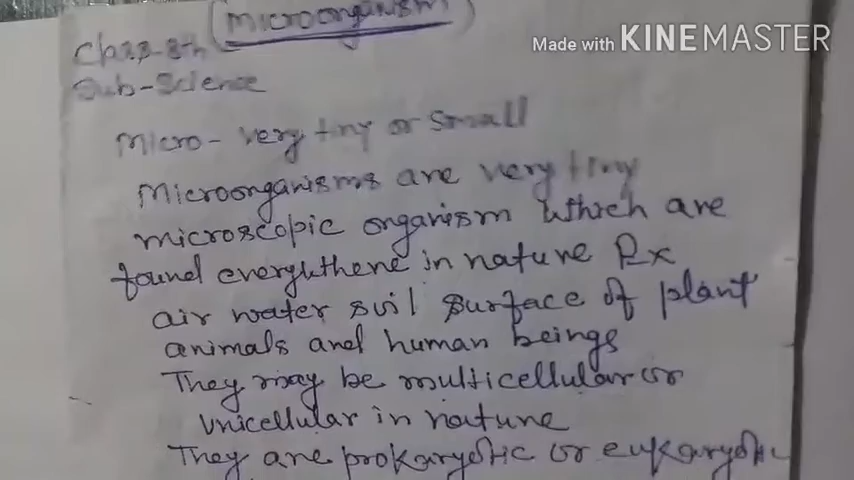 (Microorganism)
Class-8th
Sub-Science
Made with KINEMASTER
Micro- very tiny or small
Microorganisms are very tiny
microscopic organism which are
found everywhere in nature Ex
air water soil surface of plant
animals and human beings
They may be multicellular or
unicellular in nature
They are prokaryotic or eukaryotic